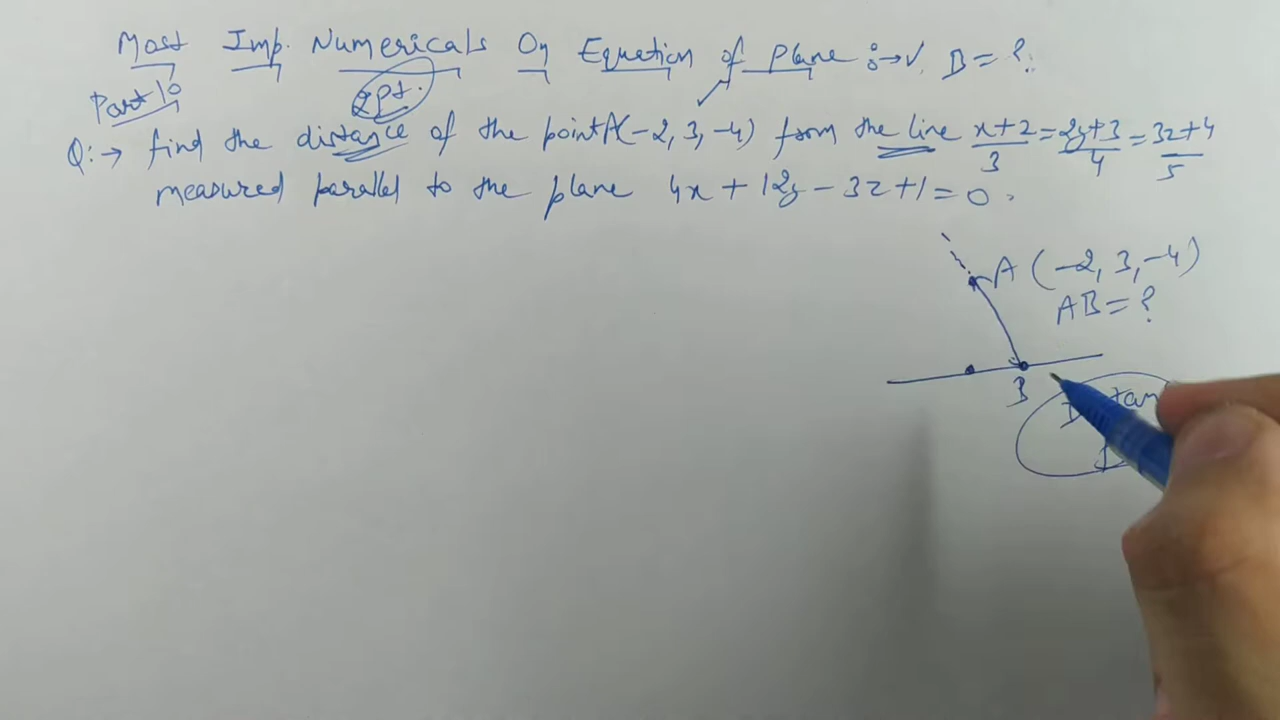 Most Imp. Numericals On Equation of Plane :→ ✓. B = ?.
Part 10
2pt.
Q:→ find the distance of the point A(-2, 3, -4) from the line x+2/3 = 2y+3/4 = 3z+4/5
measured parallel to the plane 4x + 12y - 3z + 1 = 0.
A (-2, 3, -4)
AB = ?
B